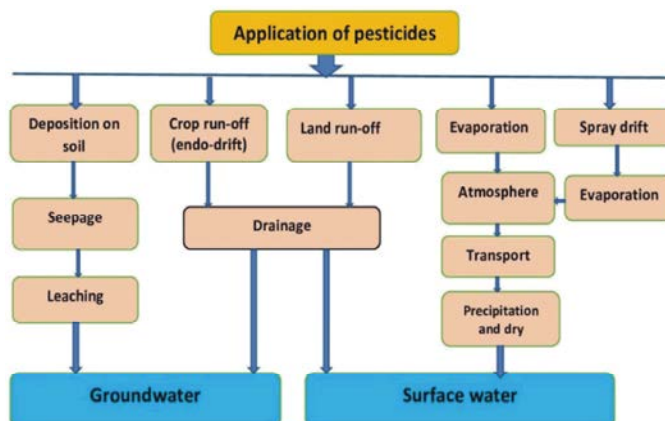 Application of pesticides
Deposition on
soil
Crop run-off
(endo-drift)
Land run-off
Evaporation
Spray drift
Seepage
Drainage
Atmosphere
Evaporation
Transport
Leaching
Precipitation
and dry
Groundwater
Surface water